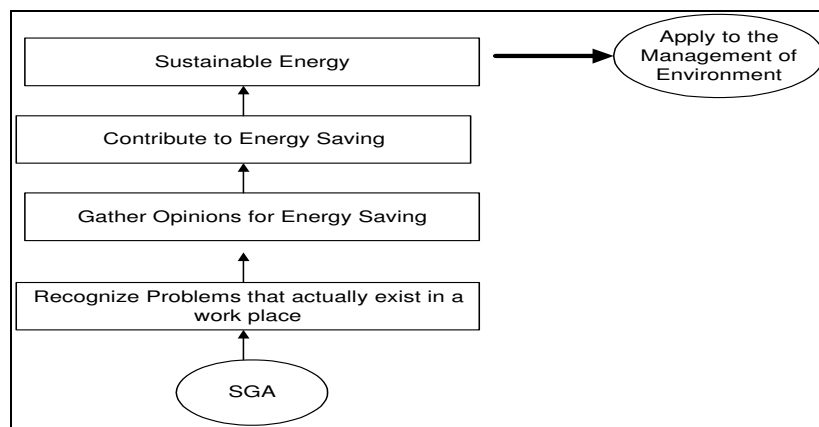 Sustainable Energy
Apply to the
Management of
Environment
Contribute to Energy Saving
Gather Opinions for Energy Saving
Recognize Problems that actually exist in a
work place
SGA